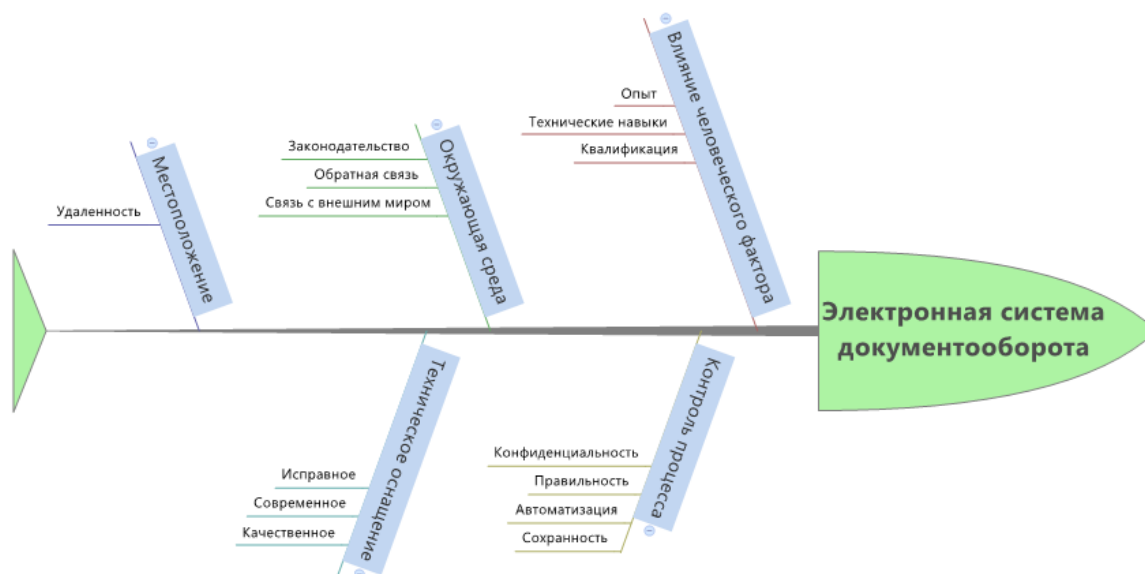 Влияние человеческого фактора
Опыт
Технические навыки
Квалификация
Окружающая среда
Законодательство
Обратная связь
Связь с внешним миром
Местоположение
Удаленность
Электронная система
документооборота
Техническое оснащение
Исправное
Современное
Качественное
Контроль процесса
Конфиденциальность
Правильность
Автоматизация
Сохранность